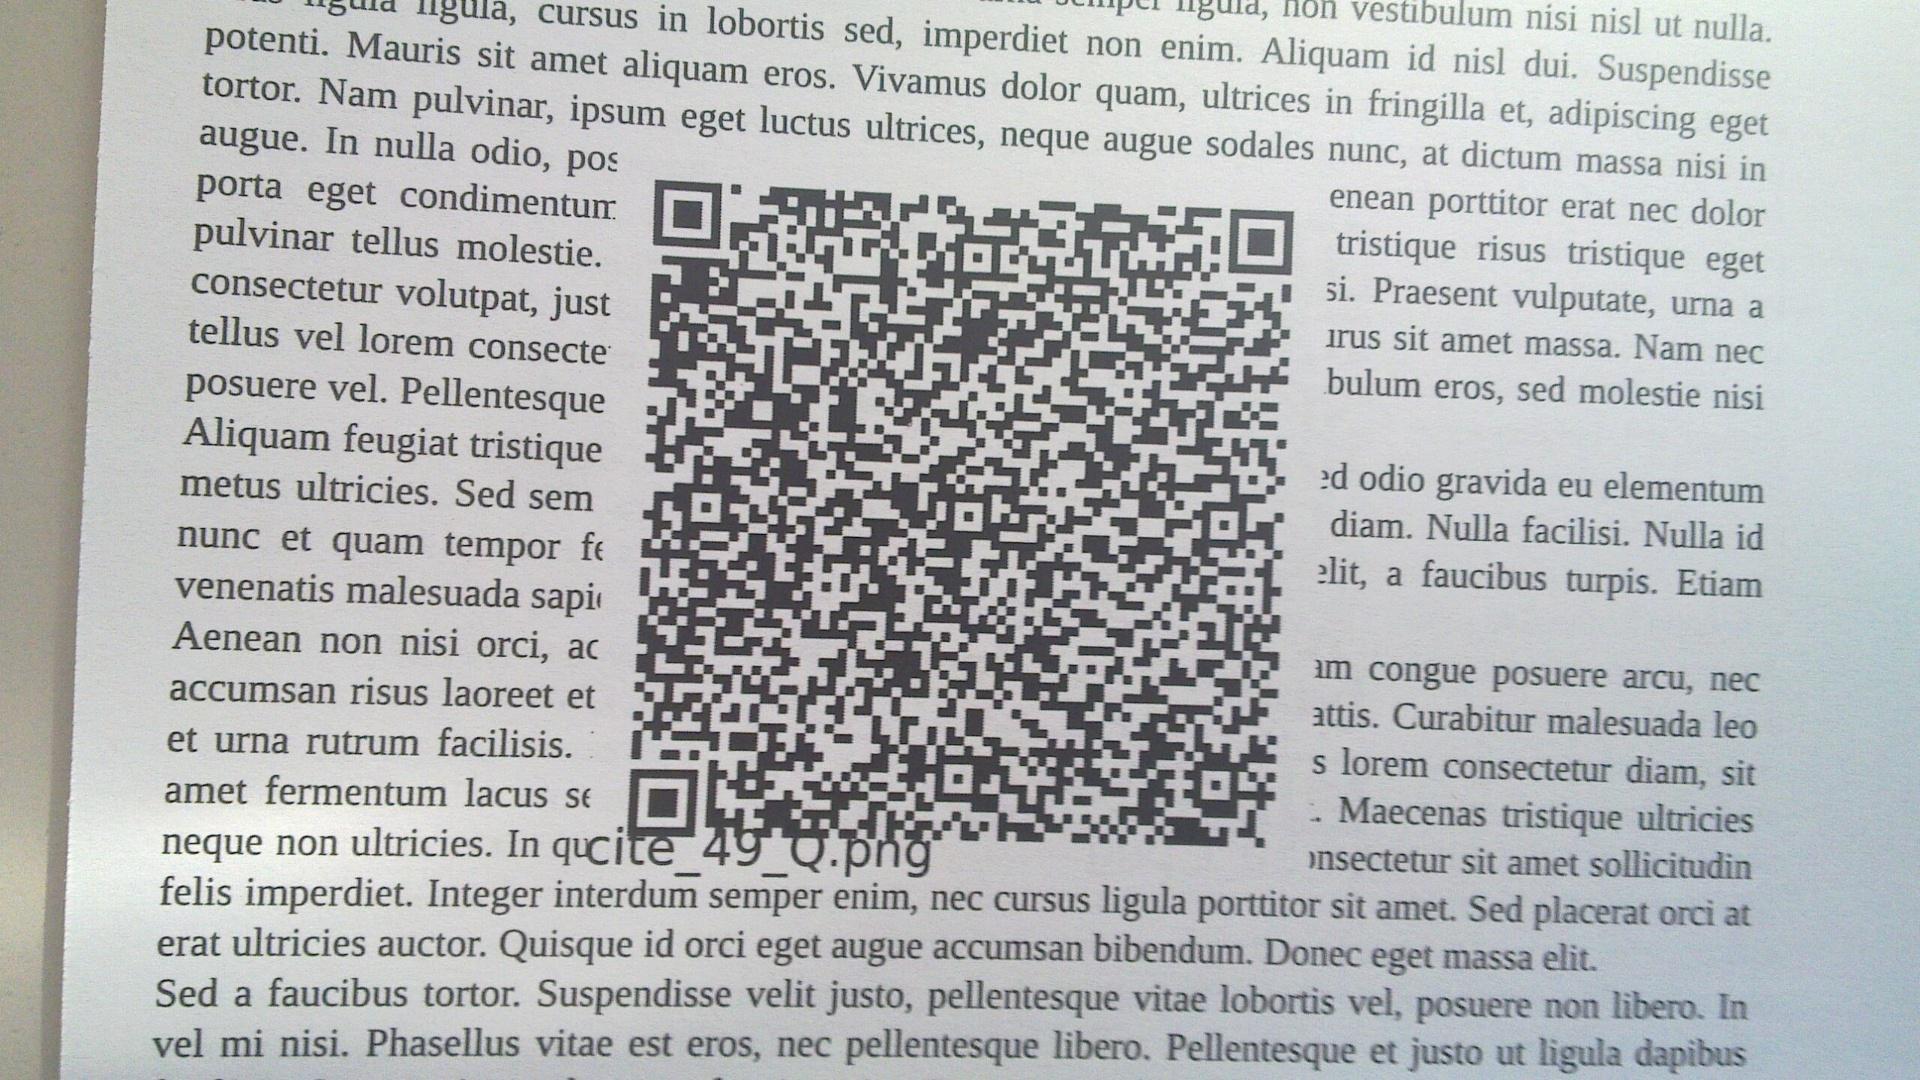 ligula ligula, cursus in lobortis sed, imperdiet non enim. Aliquam id nisl dui. Suspendisse
semper ligula, non vestibulum nisi nisl ut nulla.
potenti. Mauris sit amet aliquam eros. Vivamus dolor quam, ultrices in fringilla et, adipiscing eget
tortor. Nam pulvinar, ipsum eget luctus ultrices, neque augue sodales nunc, at dictum massa nisi in
augue. In nulla odio, enean porttitor erat nec dolor
porta eget condimentum tristique risus tristique eget
pulvinar tellus molestie. si. Praesent vulputate, urna a
consectetur volutpat, just irus sit amet massa. Nam nec
tellus vel lorem consecte bulum eros, sed molestie nisi
posuere vel. Pellentesque
Aliquam feugiat tristique ed odio gravida eu elementum
metus ultricies. Sed sem diam. Nulla facilisi. Nulla id
nunc et quam tempor elit, a faucibus turpis. Etiam
venenatis malesuada
Aenean non nisi orci, ac am congue posuere arcu, nec
accumsan risus laoreet et attis. Curabitur malesuada leo
et urna rutrum facilisis. s lorem consectetur diam, sit
amet fermentum lacus . Maecenas tristique ultricies
neque non ultricies. In qu cite_49_Q.png onsectetur sit amet sollicitudin
felis imperdiet. Integer interdum semper enim, nec cursus ligula porttitor sit amet. Sed placerat orci at
erat ultricies auctor. Quisque id orci eget augue accumsan bibendum. Donec eget massa elit.
Sed a faucibus tortor. Suspendisse velit justo, pellentesque vitae lobortis vel, posuere non libero. In
vel mi nisi. Phasellus vitae est eros, nec pellentesque libero. Pellentesque et justo ut ligula dapibus